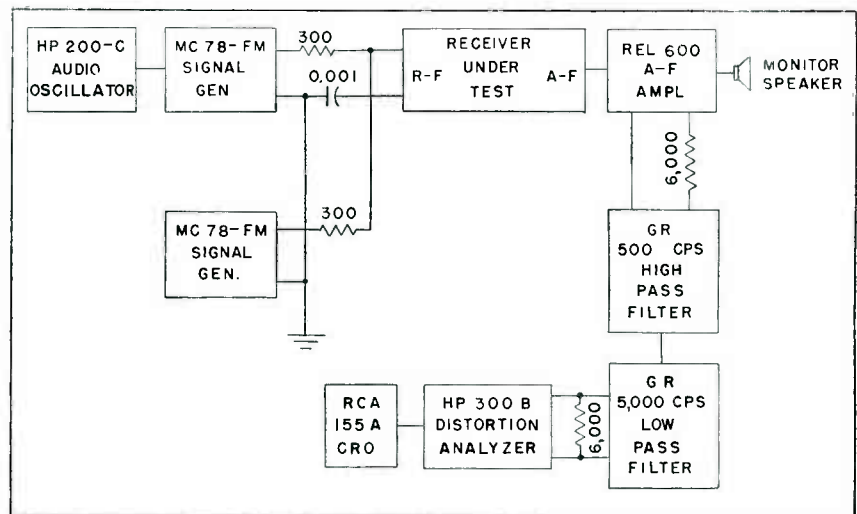 HP 200-C
AUDIO
OSCILLATOR
MC 78-FM
SIGNAL
GEN
300
0.001
RECEIVER
R-F UNDER A-F
TEST
REL 600
A-F
AMPL
MONITOR
SPEAKER
6,000
MC 78-FM
SIGNAL
GEN.
300
GR
500 CPS
HIGH
PASS
FILTER
RCA
155 A
CRO
HP 300 B
DISTORTION
ANALYZER
6,000
GR
5,000 CPS
LOW
PASS
FILTER